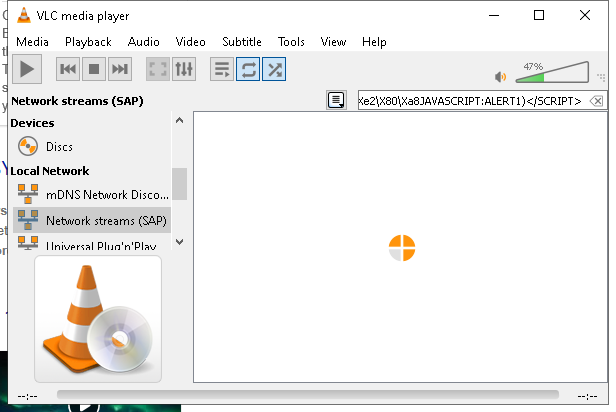 VLC media player
Media Playback Audio Video Subtitle Tools View Help
47%
Network streams (SAP)
Xe2\X80\Xa8JAVASCRIPT:ALERT1)</SCRIPT>
Devices
Discs
Local Network
mDNS Network Disco...
Network streams (SAP)
Universal Plug'n'Play
--:--
--:--